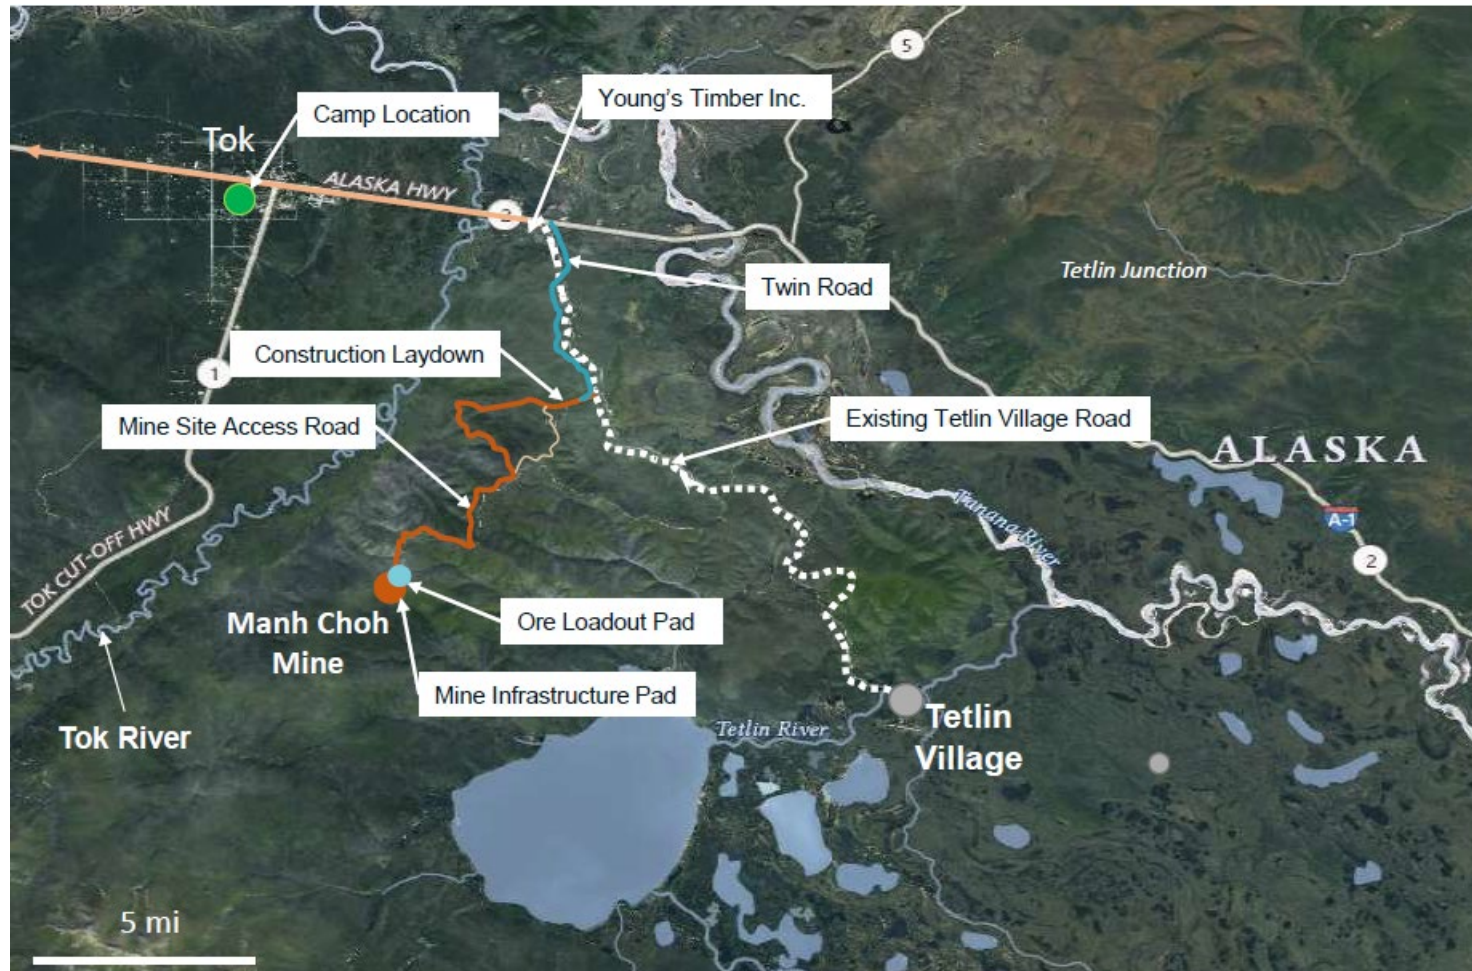 5
Young's Timber Inc.
Camp Location
Tok
ALASKA HWY
2
Tetlin Junction
Twin Road
Construction Laydown
1
Mine Site Access Road
Existing Tetlin Village Road
ALASKA
Tanana River
A-1
2
TOK CUT-OFF HWY
Ore Loadout Pad
Manh Choh
Mine
Mine Infrastructure Pad
Tok River
Tetlin River
Tetlin
Village
5 mi